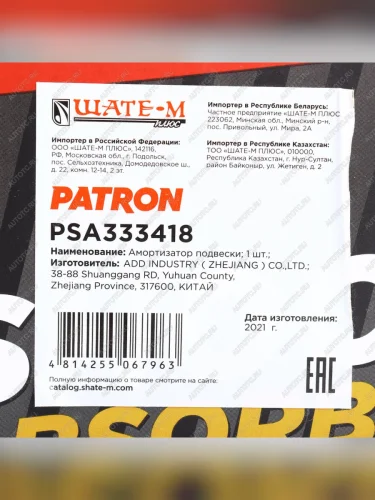 ШАТЕ-М
ПЛЮС
Импортер в Республике Беларусь:
Частное предприятие «ШАТЕ-М ПЛЮС
223062, Минская обл., Минский р-н,
пос. Привольный, ул. Мира, 2А
Импортер в Российской Федерации:
ООО «ШАТЕ-М ПЛЮС», 142116,
РФ, Московская обл., г. Подольск,
пос. Сельхозтехника, Домодедовское ш.,
д. 22, комн. 12-14, 2 эт.
Импортер в Республике Казахстан:
ТОО «ШАТЕ-М ПЛЮС», 010000,
Республика Казахстан, г. Нур-Султан,
район Байконыр, ул. Жетиген, д. 2
PATRON
PSA333418
Наименование: Амортизатор подвески; 1 шт.;
Изготовитель: ADD INDUSTRY ( ZHEJIANG ) CO.,LTD.;
38-88 Shuanggang RD, Yuhuan County,
Zhejiang Province, 317600, КИТАЙ
Дата изготовления:
2021 г.
4 814255 067963
EAC
Полную информацию о товаре смотрите на
catalog.shate-m.com
SORB